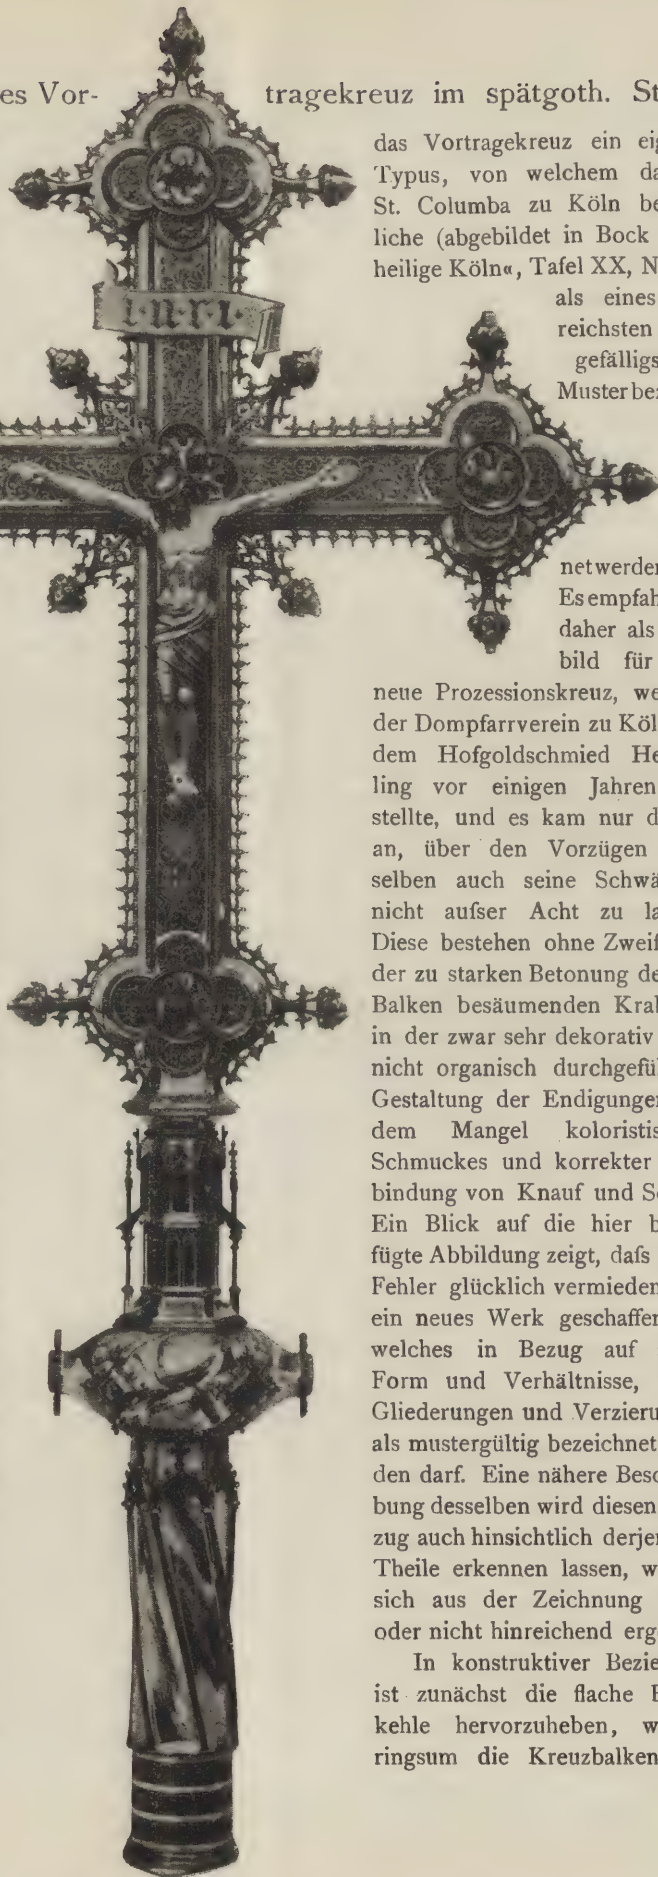 es Vor- tragekreuz im spätgoth. St
das Vortragekreuz ein eig
Typus, von welchem da
St. Columba zu Köln be
liche (abgebildet in Bock
heilige Köln«, Tafel XX, N
i·n·r·i·
als eines
reichsten
gefälligs
Muster bez
net werden
Es empfah
daher als
bild für
neue Prozessionskreuz, we
der Dompfarrverein zu Köl
dem Hofgoldschmied He
ling vor einigen Jahren
stellte, und es kam nur d
an, über den Vorzügen
selben auch seine Schwä
nicht aufser Acht zu la
Diese bestehen ohne Zweif
der zu starken Betonung de
Balken besäumenden Kral
in der zwar sehr dekorativ
nicht organisch durchgefü
Gestaltung der Endigungen
dem Mangel koloristis
Schmuckes und korrekter
bindung von Knauf und Sc
Ein Blick auf die hier b
fügte Abbildung zeigt, dafs
Fehler glücklich vermieden
ein neues Werk geschaffen
welches in Bezug auf
Form und Verhältnisse,
Gliederungen und Verzieru
als mustergültig bezeichnet
den darf. Eine nähere Besc
bung desselben wird diesen
zug auch hinsichtlich derjen
Theile erkennen lassen, w
sich aus der Zeichnung
oder nicht hinreichend erg
In konstruktiver Bezie
ist zunächst die flache H
kehle hervorzuheben, w
ringsum die Kreuzbalken